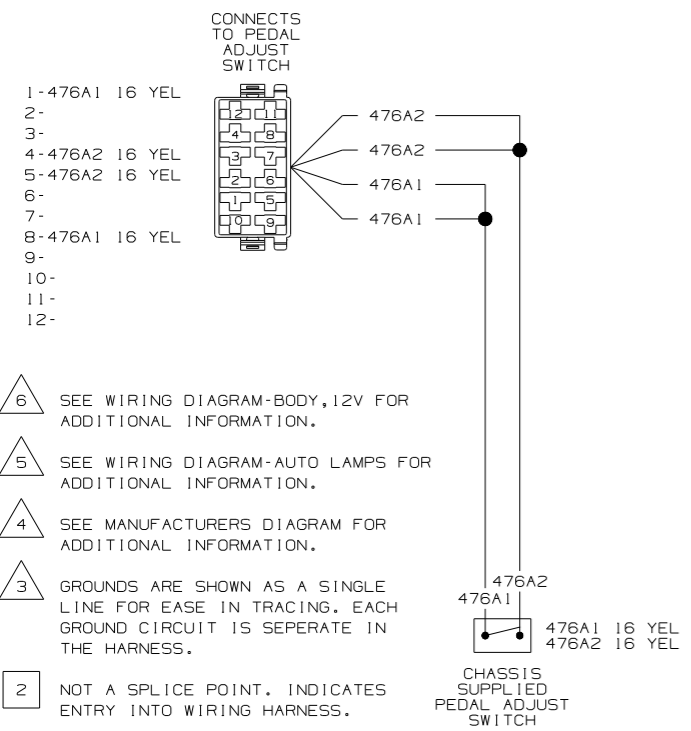 CONNECTS
TO PEDAL
ADJUST
SWITCH
1-476A1 16 YEL
2-
3-
4-476A2 16 YEL
5-476A2 16 YEL
6-
7-
8-476A1 16 YEL
9-
10-
11-
12-
12 11
4 8
3 7
2 6
1 5
0 9
476A2
476A2
476A1
476A1
6 SEE WIRING DIAGRAM-BODY,12V FOR
ADDITIONAL INFORMATION.
5 SEE WIRING DIAGRAM-AUTO LAMPS FOR
ADDITIONAL INFORMATION.
4 SEE MANUFACTURERS DIAGRAM FOR
ADDITIONAL INFORMATION.
3 GROUNDS ARE SHOWN AS A SINGLE
LINE FOR EASE IN TRACING. EACH
GROUND CIRCUIT IS SEPERATE IN
THE HARNESS.
2 NOT A SPLICE POINT. INDICATES
ENTRY INTO WIRING HARNESS.
476A2
476A1
476A1 16 YEL
476A2 16 YEL
CHASSIS
SUPPLIED
PEDAL ADJUST
SWITCH